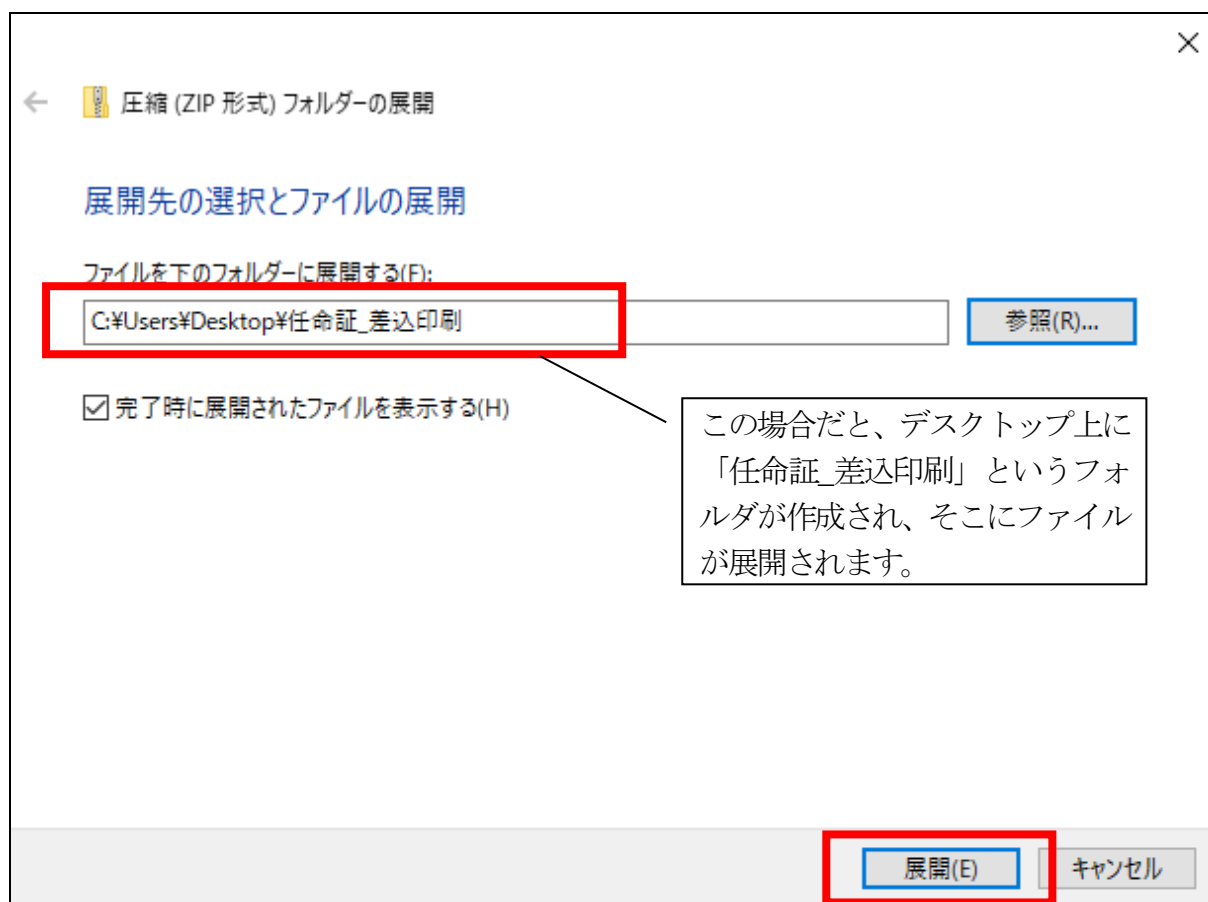 圧縮 (ZIP 形式) フォルダーの展開
展開先の選択とファイルの展開
ファイルを下のフォルダーに展開する(F):
C:¥Users¥Desktop¥任命証_差込印刷
参照(R)...
完了時に展開されたファイルを表示する(H)
この場合だと、デスクトップ上に
「任命証_差込印刷」というフォ
ルダが作成され、そこにファイル
が展開されます。
展開(E)
キャンセル